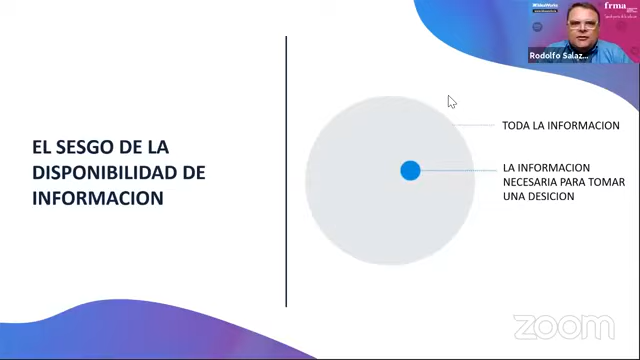 WMedWorks
frma
Rodolfo Salaz...
TODA LA INFORMACION
EL SESGO DE LA
DISPONIBILIDAD DE
INFORMACION
LA INFORMACION
NECESARIA PARA TOMAR
UNA DESICION
zoom